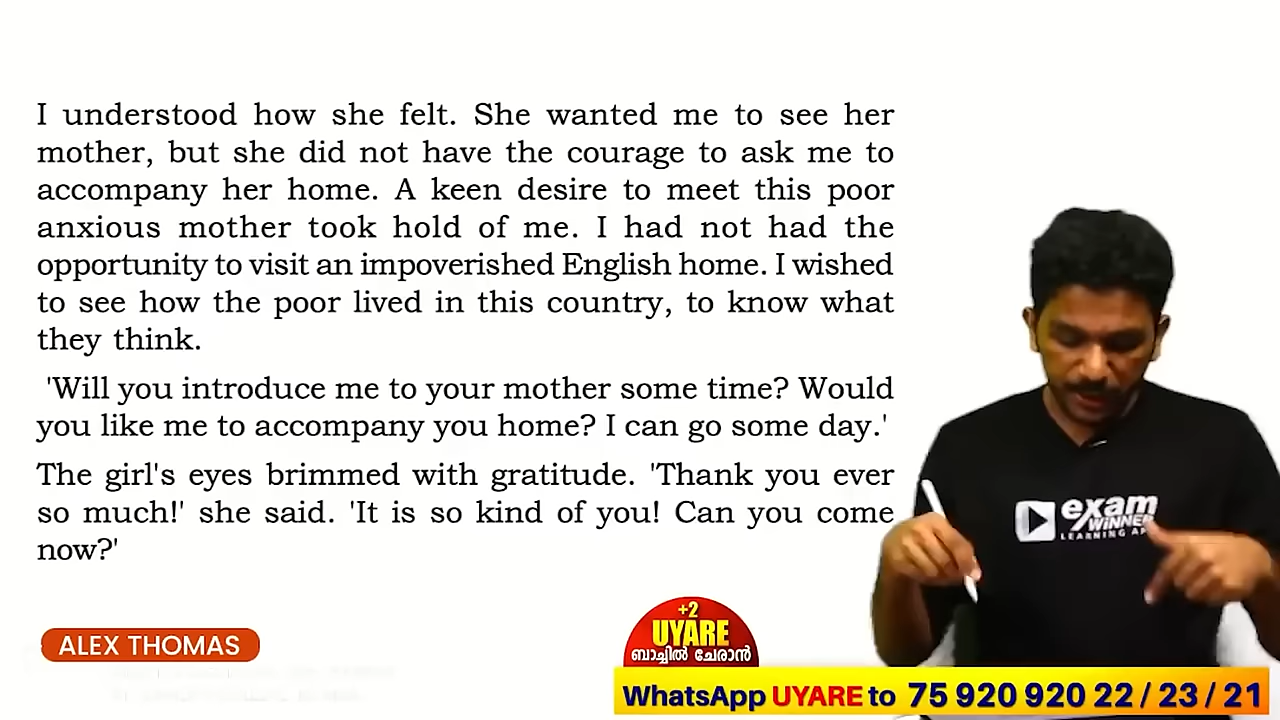 I understood how she felt. She wanted me to see her
mother, but she did not have the courage to ask me to
accompany her home. A keen desire to meet this poor
anxious mother took hold of me. I had not had the
opportunity to visit an impoverished English home. I wished
to see how the poor lived in this country, to know what
they think.
'Will you introduce me to your mother some time? Would
you like me to accompany you home? I can go some day.'
The girl's eyes brimmed with gratitude. 'Thank you ever
so much!' she said. 'It is so kind of you! Can you come
now?'
exam
WINNER
LEARNING AP
ALEX THOMAS
+2
UYARE
ബാച്ചിൽ ചേരാൻ
WhatsApp UYARE to 75 920 920 22 / 23 / 21